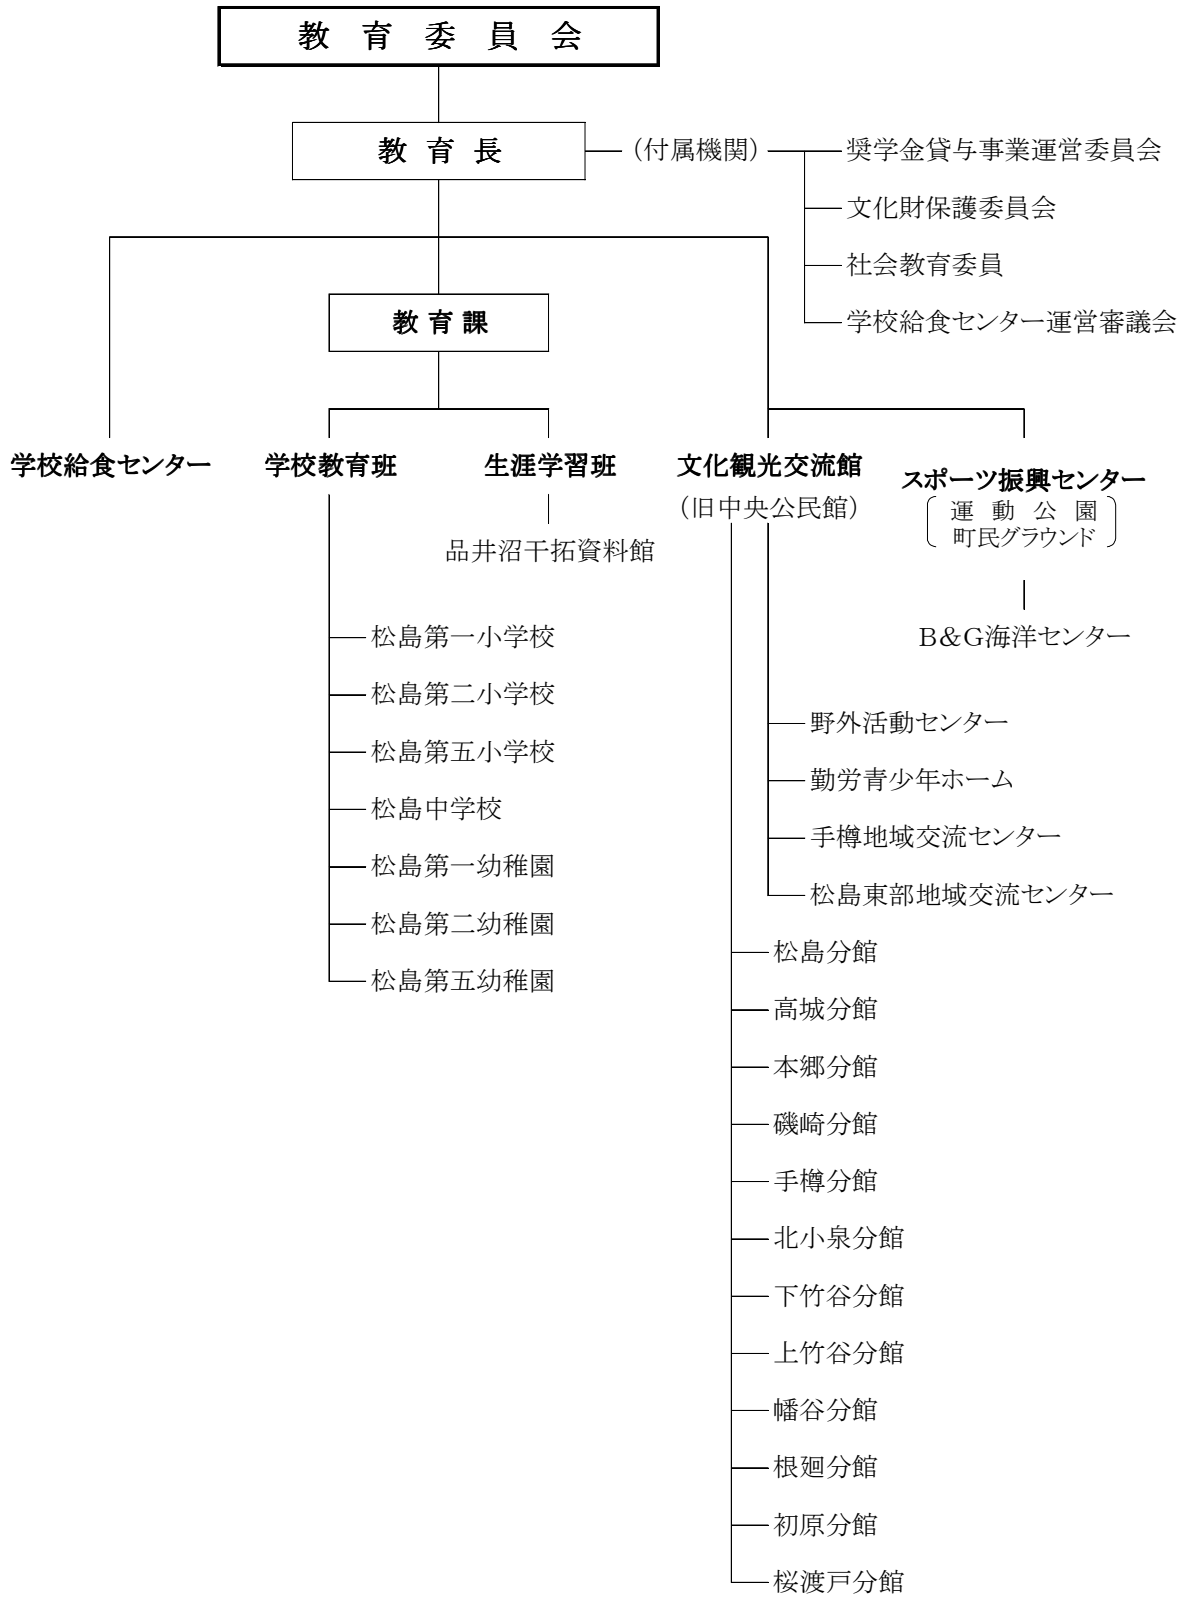 教育委員会
教育長
（付属機関）
奨学金貸与事業運営委員会
文化財保護委員会
社会教育委員
学校給食センター運営審議会
教育課
学校給食センター
学校教育班
生涯学習班
文化観光交流館
（旧中央公民館）
スポーツ振興センター
運動公園
町民グラウンド
品井沼干拓資料館
B&G海洋センター
松島第一小学校
松島第二小学校
松島第五小学校
松島中学校
松島第一幼稚園
松島第二幼稚園
松島第五幼稚園
野外活動センター
勤労青少年ホーム
手樽地域交流センター
松島東部地域交流センター
松島分館
高城分館
本郷分館
磯崎分館
手樽分館
北小泉分館
下竹谷分館
上竹谷分館
幡谷分館
根廻分館
初原分館
桜渡戸分館